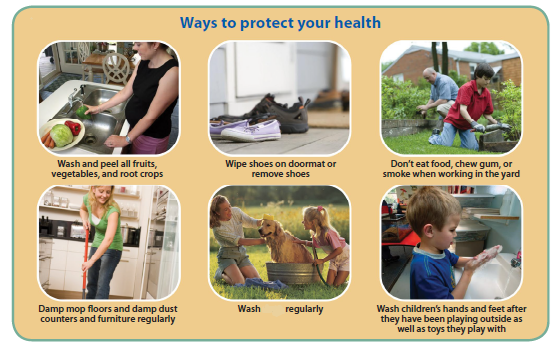 Ways to protect your health
Wash and peel all fruits,
vegetables, and root crops
Wipe shoes on doormat or
remove shoes
Don't eat food, chew gum, or
smoke when working in the yard
Damp mop floors and damp dust
counters and furniture regularly
Wash regularly
Wash children's hands and feet after
they have been playing outside as
well as toys they play with